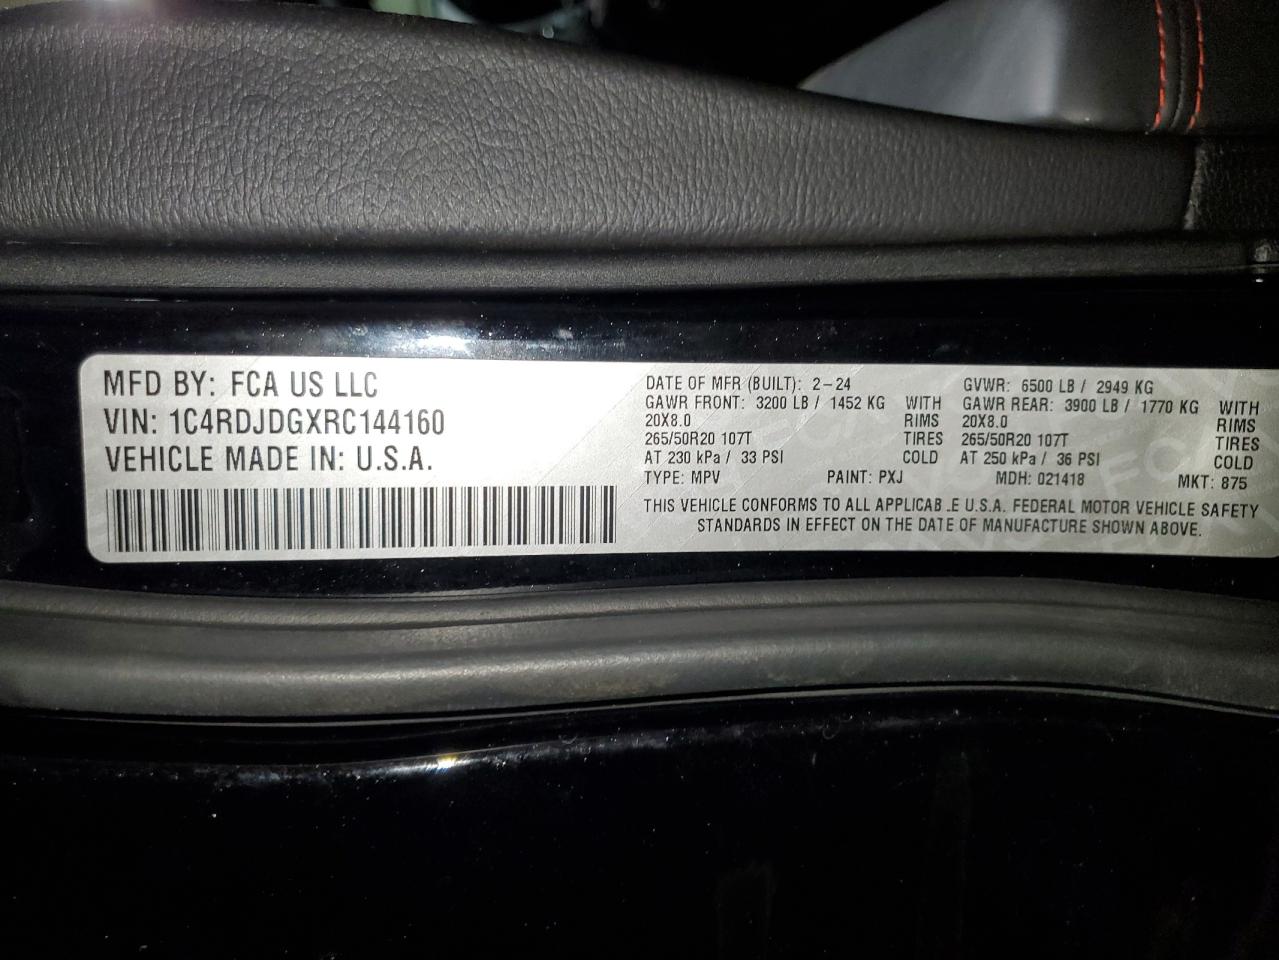 MFD BY: FCA US LLC
VIN: 1C4RDJDGXRC144160
VEHICLE MADE IN: U.S.A.
DATE OF MFR (BUILT): 2-24
GAWR FRONT: 3200 LB / 1452 KG WITH
20X8.0 RIMS
265/50R20 107T TIRES
AT 230 kPa / 33 PSI COLD
GVWR: 6500 LB / 2949 KG
GAWR REAR: 3900 LB / 1770 KG WITH
20X8.0 RIMS
265/50R20 107T TIRES
AT 250 kPa / 36 PSI COLD
TYPE: MPV PAINT: PXJ MDH: 021418 MKT: 875
THIS VEHICLE CONFORMS TO ALL APPLICABLE U.S.A. FEDERAL MOTOR VEHICLE SAFETY
STANDARDS IN EFFECT ON THE DATE OF MANUFACTURE SHOWN ABOVE.